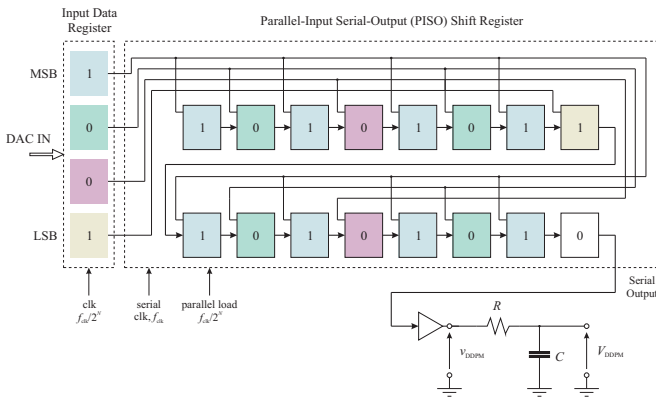 Input Data
Register
Parallel-Input Serial-Output (PISO) Shift Register
MSB
1
0
DAC IN
0
LSB
1
1 0 1 0 1 0 1 1
1 0 1 0 1 0 1 0
clk
f_clk/2^N
serial
clk, f_clk
parallel load
f_clk/2^N
Serial
Output
R
C
v_DDPM
V_DDPM